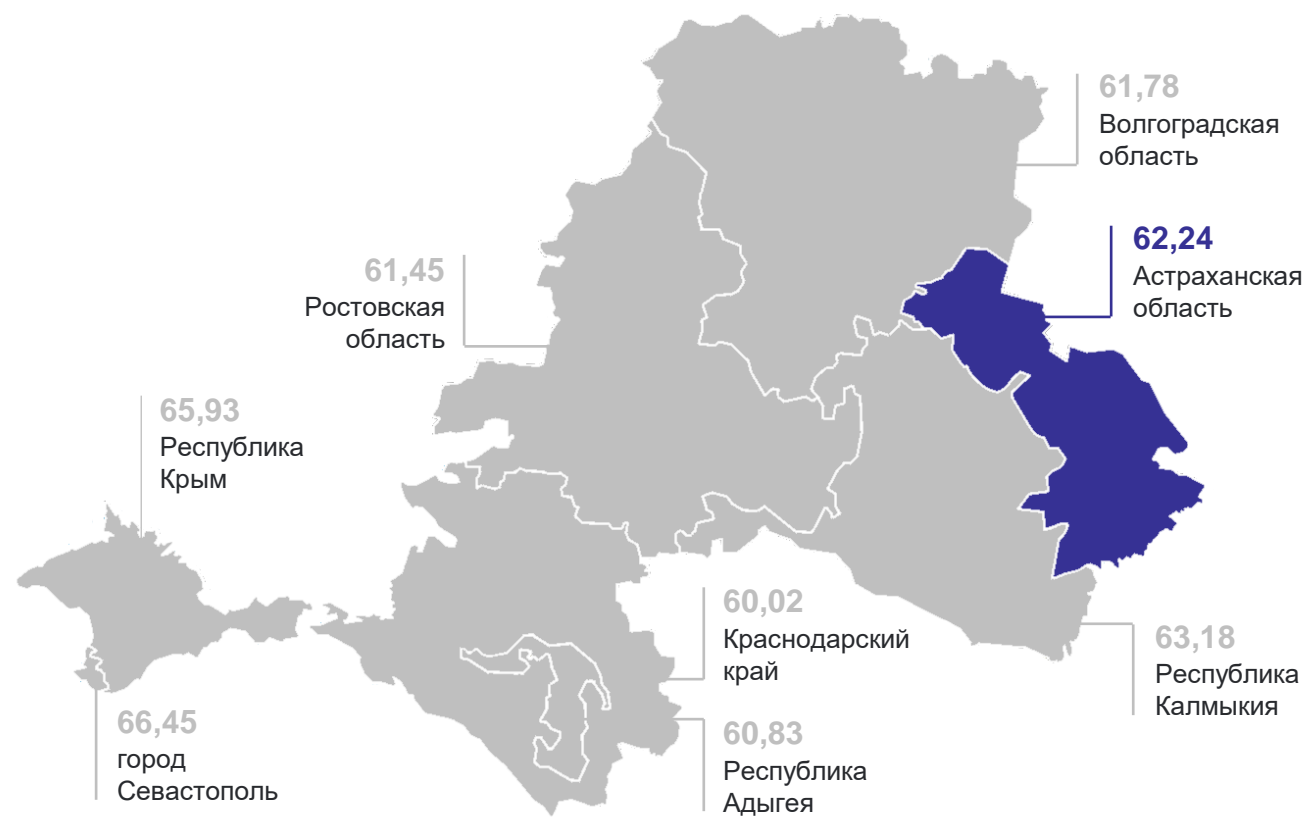 61,78
Волгоградская
область
62,24
Астраханская
область
61,45
Ростовская
область
65,93
Республика
Крым
60,02
Краснодарский
край
63,18
Республика
Калмыкия
66,45
город
Севастополь
60,83
Республика
Адыгея